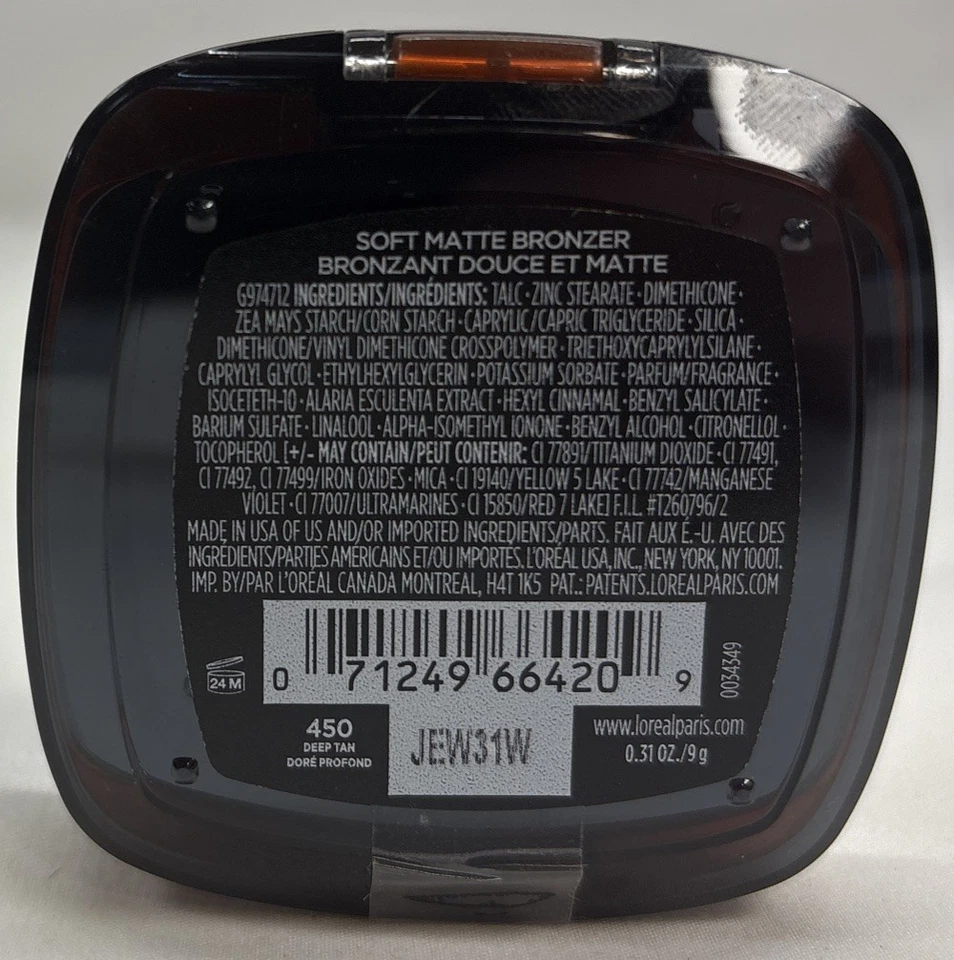 SOFT MATTE BRONZER
BRONZANT DOUCE ET MATTE
G974712 INGREDIENTS/INGRÉDIENTS: TALC · ZINC STEARATE · DIMETHICONE ·
ZEA MAYS STARCH/CORN STARCH · CAPRYLIC/CAPRIC TRIGLYCERIDE · SILICA ·
DIMETHICONE/VINYL DIMETHICONE CROSSPOLYMER · TRIETHOXYCAPRYLYLSILANE ·
CAPRYLYL GLYCOL · ETHYLHEXYLGLYCERIN · POTASSIUM SORBATE · PARFUM/FRAGRANCE ·
ISOCETETH-10 · ALARIA ESCULENTA EXTRACT · HEXYL CINNAMAL · BENZYL SALICYLATE ·
BARIUM SULFATE · LINALOOL · ALPHA-ISOMETHYL IONONE · BENZYL ALCOHOL · CITRONELLOL ·
TOCOPHEROL [+/- MAY CONTAIN/PEUT CONTENIR: CI 77891/TITANIUM DIOXIDE · CI 77491,
CI 77492, CI 77499/IRON OXIDES · MICA · CI 19140/YELLOW 5 LAKE · CI 77742/MANGANESE
VIOLET · CI 77007/ULTRAMARINES · CI 15850/RED 7 LAKE] F.I.L. #T260796/2
MADE IN USA OF US AND/OR IMPORTED INGREDIENTS/PARTS. FAIT AUX É.-U. AVEC DES
INGRÉDIENTS/PARTIES AMERICAINS ET/OU IMPORTÉS. L'ORÉAL USA, INC., NEW YORK, NY 10001.
IMP. BY/PAR L'ORÉAL CANADA MONTREAL, H4T 1K5 PAT.: PATENTS.LOREALPARIS.COM
0 71249 66420 9
0034349
24 M
450
DEEP TAN
DORÉ PROFOND
JEW31W
www.lorealparis.com
0.31 OZ./9 g